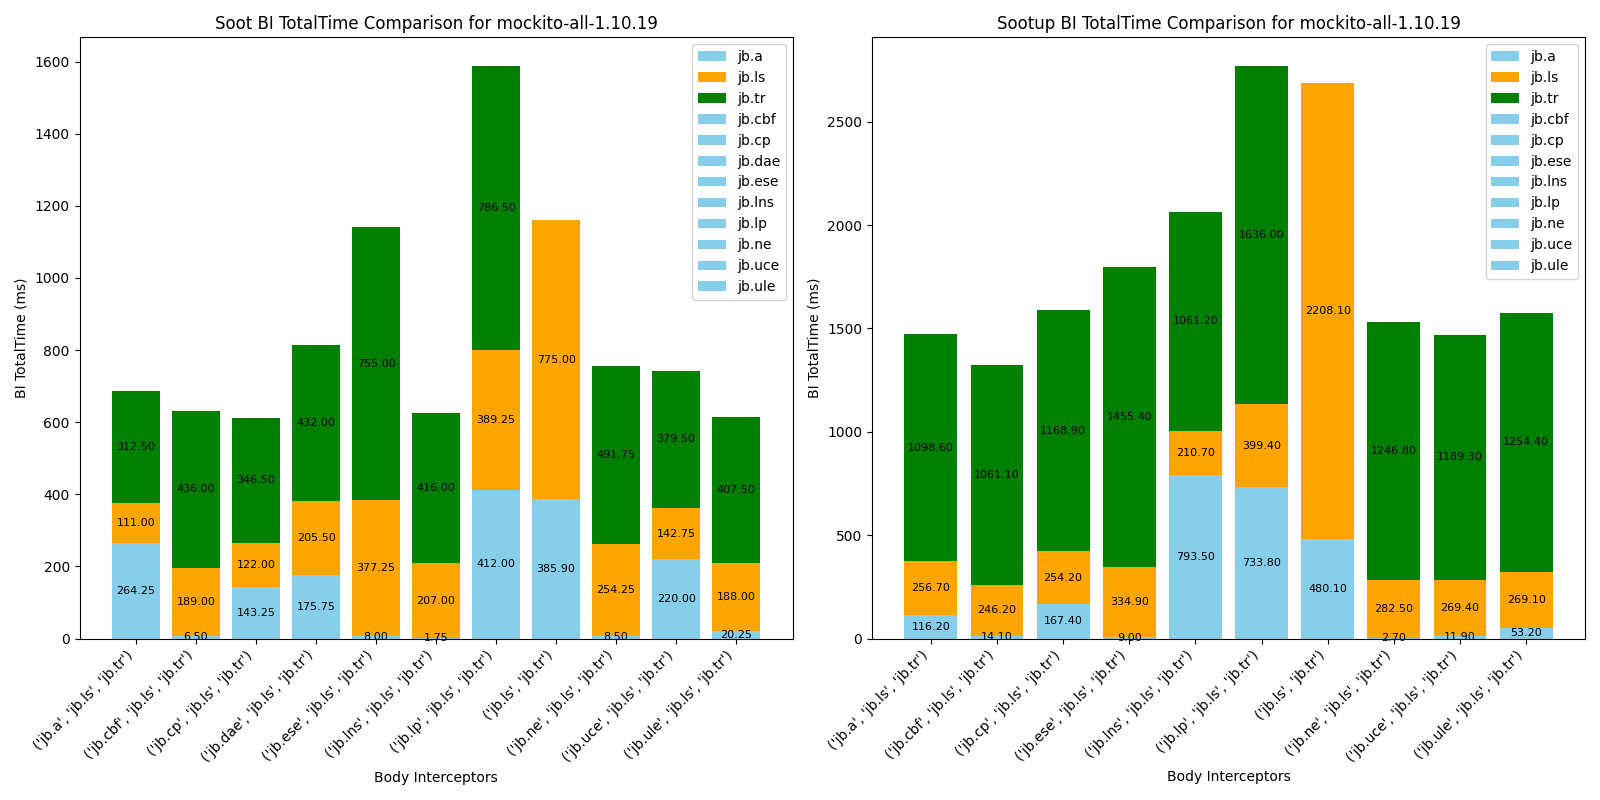 Soot BI TotalTime Comparison for mockito-all-1.10.19
BI TotalTime (ms)
1600
1400
1200
1000
800
600
400
200
0
jb.a
jb.ls
jb.tr
jb.cbf
jb.cp
jb.dae
jb.ese
jb.lns
jb.lp
jb.ne
jb.uce
jb.ule
312.50
111.00
264.25
436.00
189.00
6.50
346.50
122.00
143.25
432.00
205.50
175.75
755.00
377.25
8.00
416.00
207.00
1.75
786.50
389.25
412.00
775.00
385.90
491.75
254.25
8.50
379.50
142.75
220.00
407.50
188.00
20.25
('jb.a', 'jb.ls', 'jb.tr')
('jb.cbf', 'jb.ls', 'jb.tr')
('jb.cp', 'jb.ls', 'jb.tr')
('jb.dae', 'jb.ls', 'jb.tr')
('jb.ese', 'jb.ls', 'jb.tr')
('jb.lns', 'jb.ls', 'jb.tr')
('jb.lp', 'jb.ls', 'jb.tr')
('jb.ls', 'jb.tr')
('jb.ne', 'jb.ls', 'jb.tr')
('jb.uce', 'jb.ls', 'jb.tr')
('jb.ule', 'jb.ls', 'jb.tr')
Body Interceptors
Sootup BI TotalTime Comparison for mockito-all-1.10.19
BI TotalTime (ms)
2500
2000
1500
1000
500
0
jb.a
jb.ls
jb.tr
jb.cbf
jb.cp
jb.ese
jb.lns
jb.lp
jb.ne
jb.uce
jb.ule
1098.60
256.70
116.20
1061.10
246.20
14.10
1168.90
254.20
167.40
1455.40
334.90
9.00
1061.20
210.70
793.50
1636.00
399.40
733.80
2208.10
480.10
1246.80
282.50
2.70
1189.30
269.40
11.90
1254.40
269.10
53.20
('jb.a', 'jb.ls', 'jb.tr')
('jb.cbf', 'jb.ls', 'jb.tr')
('jb.cp', 'jb.ls', 'jb.tr')
('jb.ese', 'jb.ls', 'jb.tr')
('jb.lns', 'jb.ls', 'jb.tr')
('jb.lp', 'jb.ls', 'jb.tr')
('jb.ls', 'jb.tr')
('jb.ne', 'jb.ls', 'jb.tr')
('jb.uce', 'jb.ls', 'jb.tr')
('jb.ule', 'jb.ls', 'jb.tr')
Body Interceptors